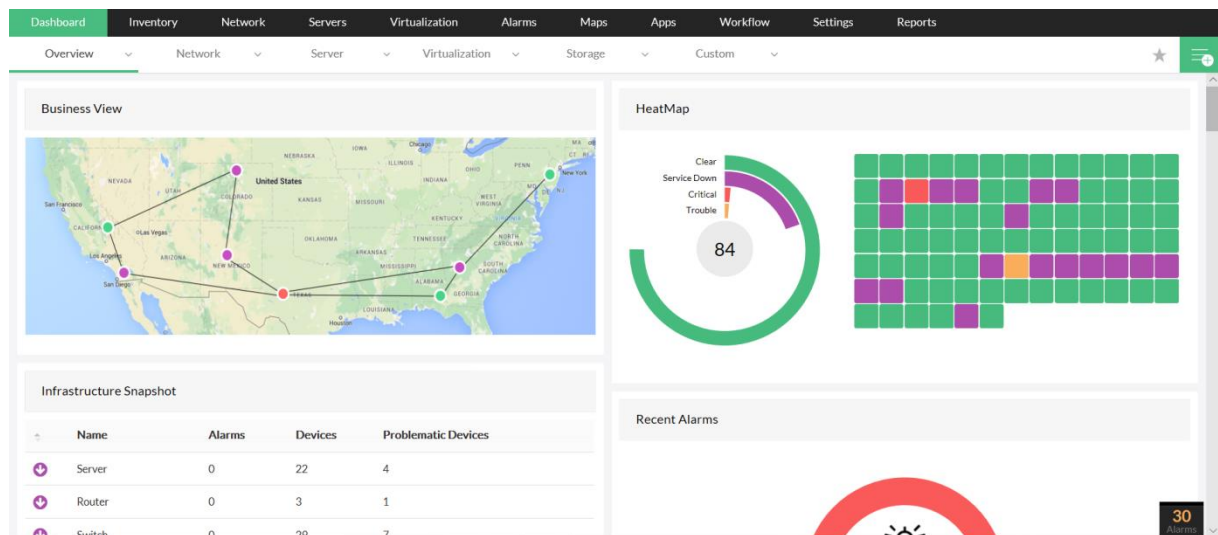 Dashboard Inventory Network Servers Virtualization Alarms Maps Apps Workflow Settings Reports
Overview Network Server Virtualization Storage Custom
Business View
IOWA
Chicago
NEBRASKA
ILLINOIS
OHIO
PENN
New York
NEVADA
UTAH
United States
INDIANA
COLORADO
KANSAS
MISSOURI
WEST
VIRGINIA
San Francisco
KENTUCKY
Las Vegas
OKLAHOMA
TENNESSEE
NORTH
CAROLINA
ARKANSAS
Los Angeles
ARIZONA
NEW MEXICO
MISSISSIPPI
SOUTH
CAROLINA
San Diego
ALABAMA
GEORGIA
TEXAS
LOUISIANA
Houston
HeatMap
Clear
Service Down
Critical
Trouble
84
Infrastructure Snapshot
Name Alarms Devices Problematic Devices
Server 0 22 4
Router 0 3 1
Switch 0 29 7
Recent Alarms
30
Alarms